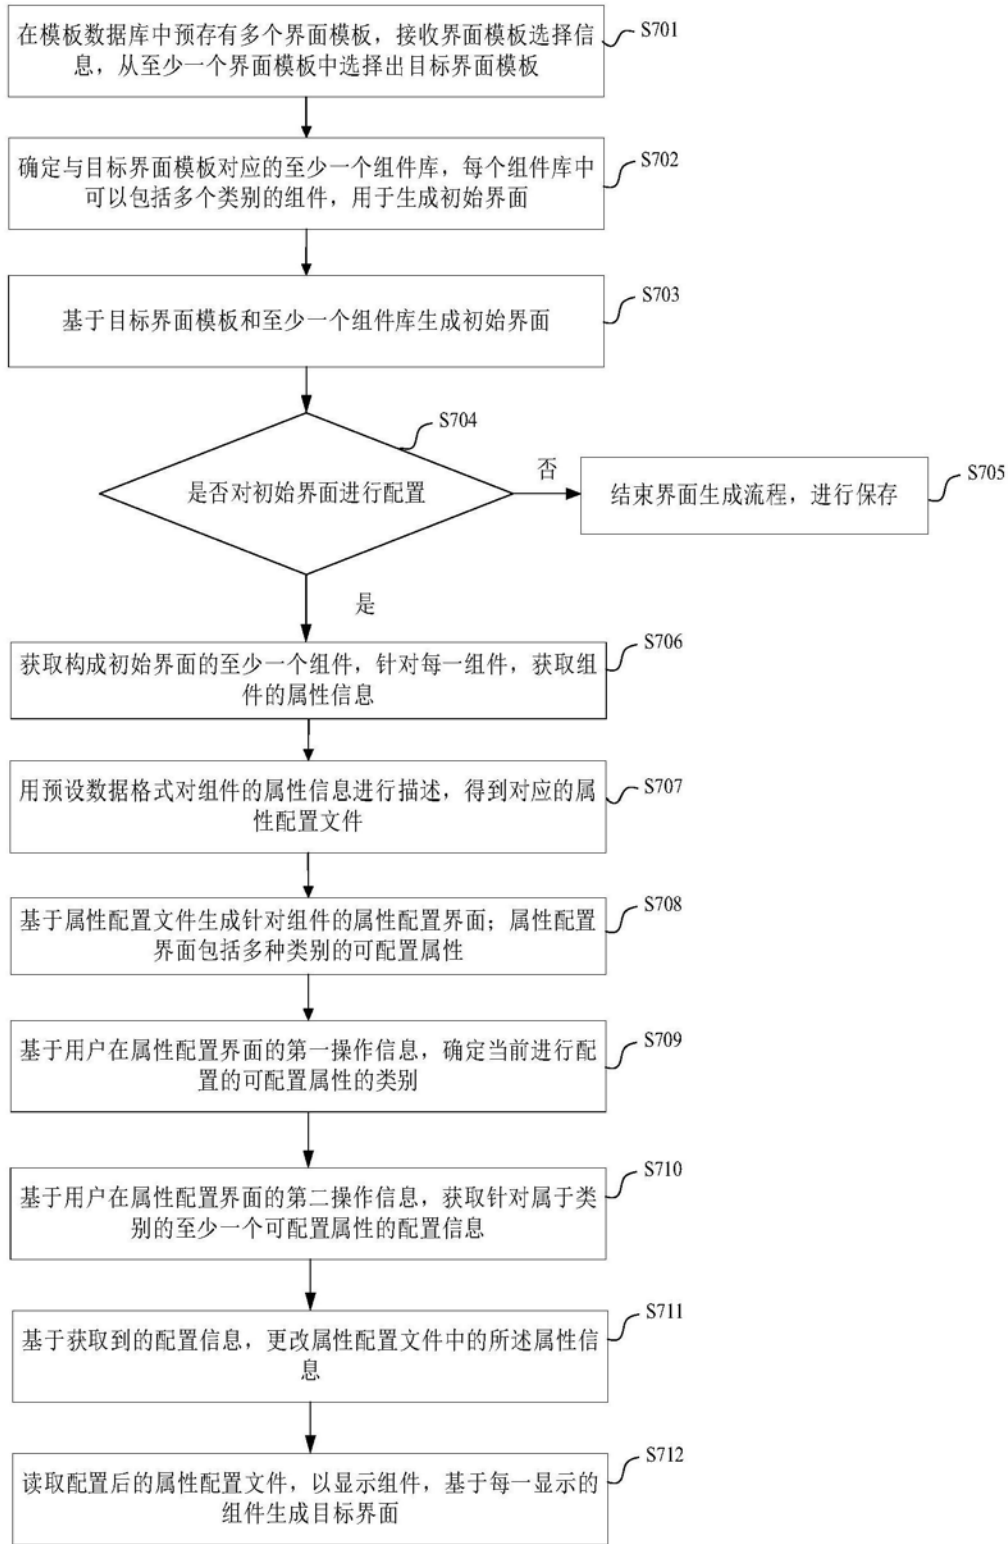 在模板数据库中预存有多个界面模板，接收界面模板选择信
息，从至少一个界面模板中选择出目标界面模板
S701
确定与目标界面模板对应的至少一个组件库，每个组件库中
可以包括多个类别的组件，用于生成初始界面
S702
基于目标界面模板和至少一个组件库生成初始界面
S703
是否对初始界面进行配置
S704
否
结束界面生成流程，进行保存
S705
是
获取构成初始界面的至少一个组件，针对每一组件，获取组
件的属性信息
S706
用预设数据格式对组件的属性信息进行描述，得到对应的属
性配置文件
S707
基于属性配置文件生成针对组件的属性配置界面；属性配置
界面包括多种类别的可配置属性
S708
基于用户在属性配置界面的第一操作信息，确定当前进行配
置的可配置属性的类别
S709
基于用户在属性配置界面的第二操作信息，获取针对属于类
别的至少一个可配置属性的配置信息
S710
基于获取到的配置信息，更改属性配置文件中的所述属性信
息
S711
读取配置后的属性配置文件，以显示组件，基于每一显示的
组件生成目标界面
S712